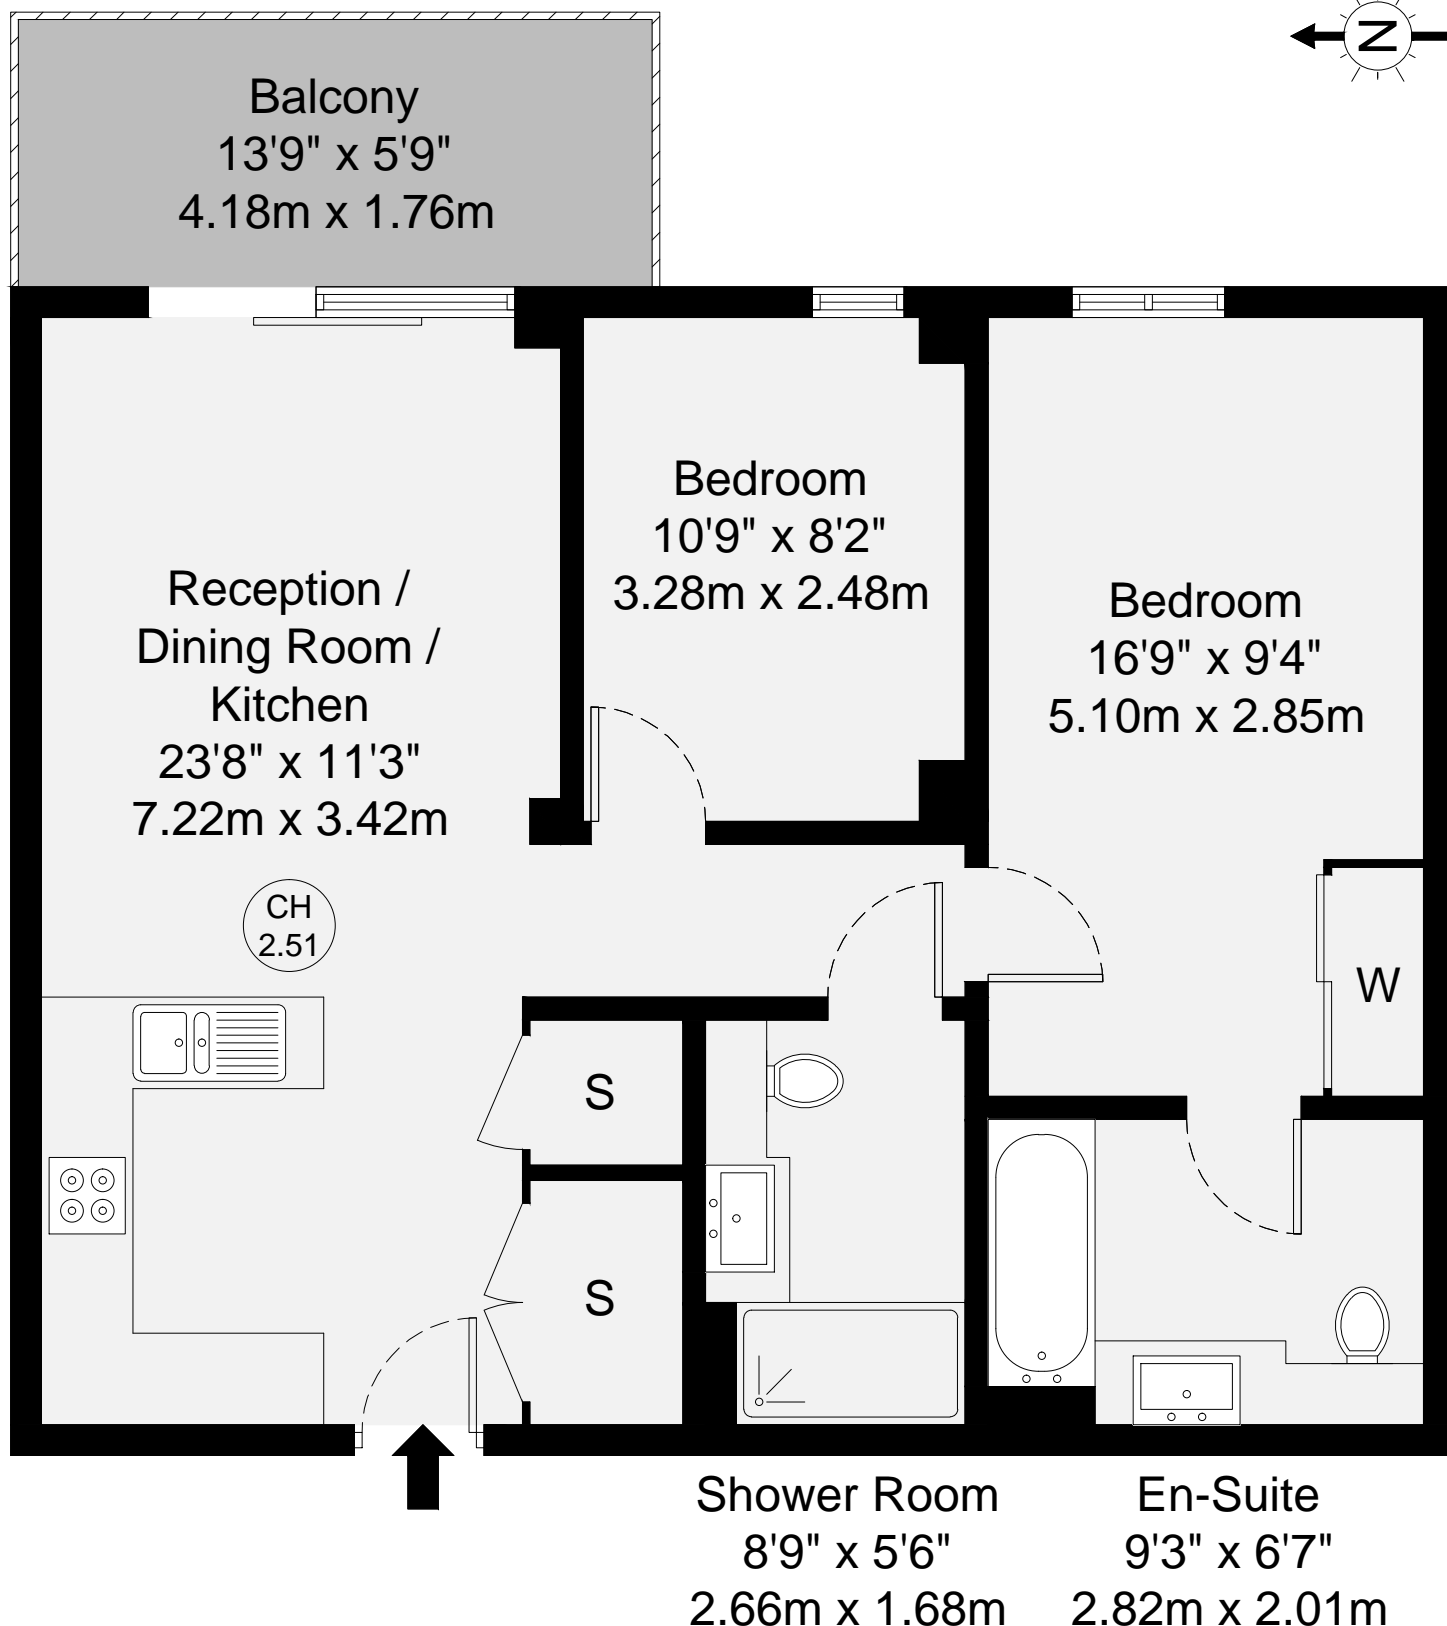 N
Balcony
13'9" x 5'9"
4.18m x 1.76m
Bedroom
10'9" x 8'2"
3.28m x 2.48m
Reception /
Dining Room /
Kitchen
23'8" x 11'3"
7.22m x 3.42m
Bedroom
16'9" x 9'4"
5.10m x 2.85m
CH
2.51
W
S
S
Shower Room
8'9" x 5'6"
2.66m x 1.68m
En-Suite
9'3" x 6'7"
2.82m x 2.01m